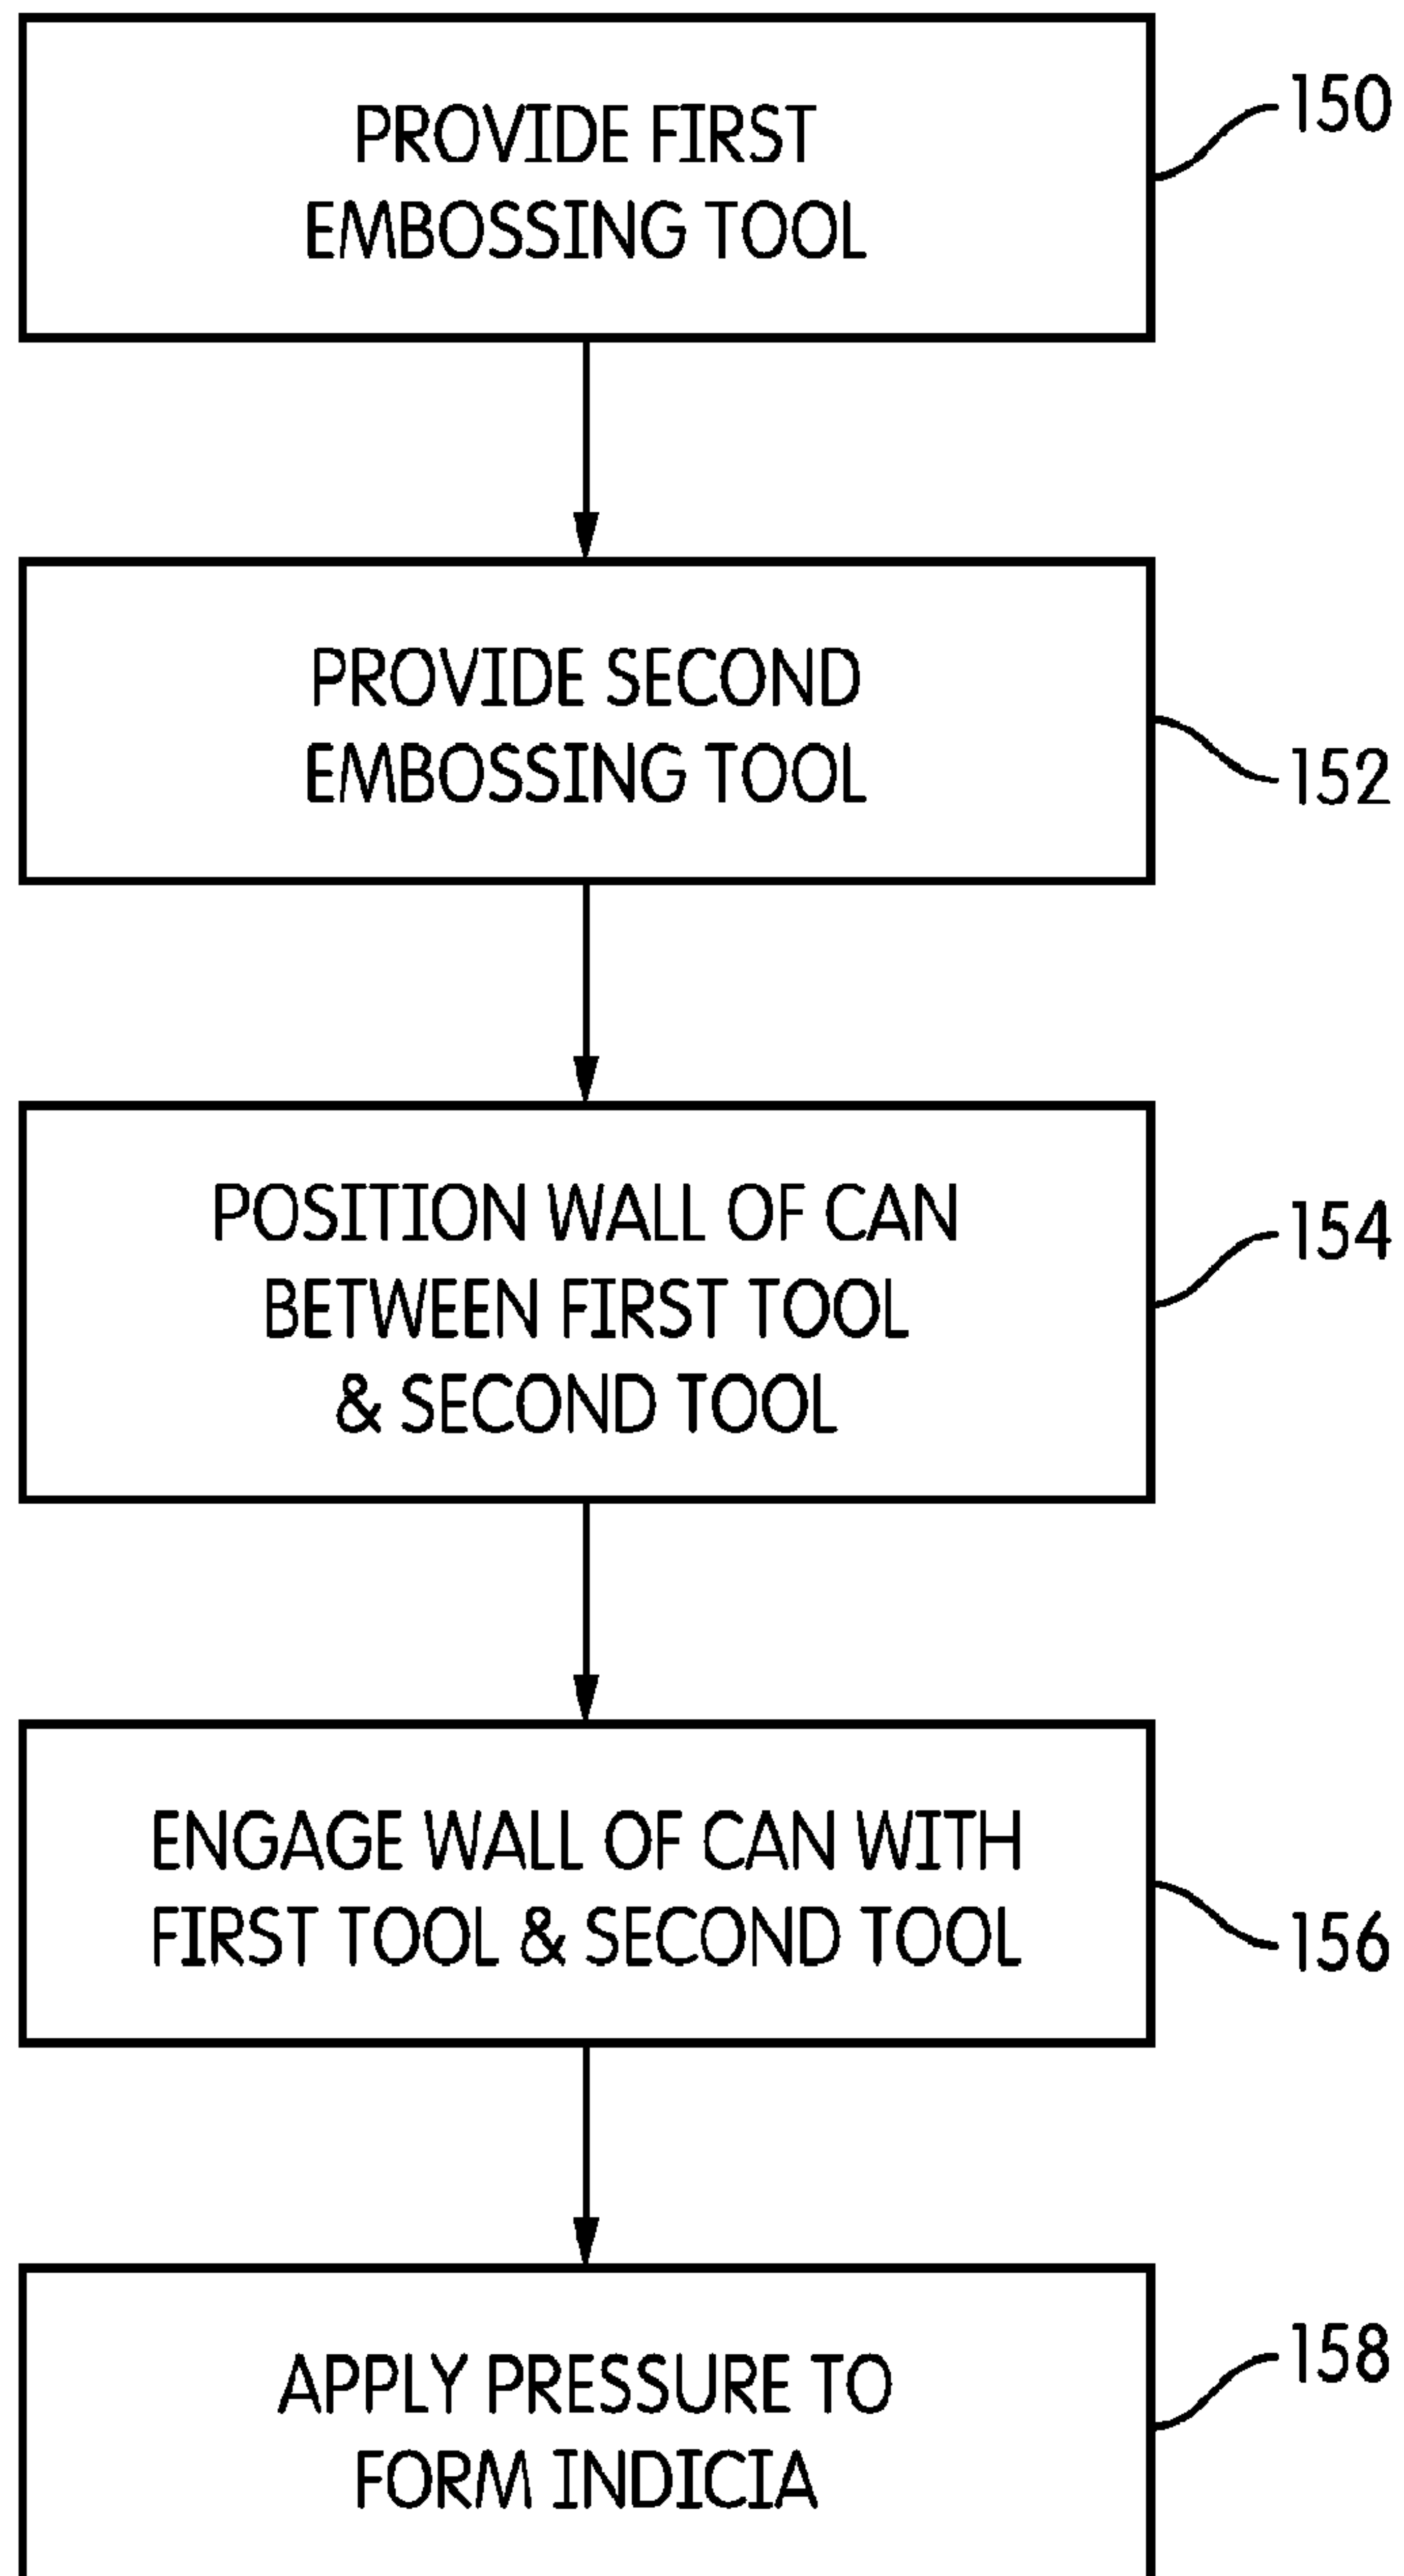 PROVIDE FIRST
EMBOSSING TOOL
150
PROVIDE SECOND
EMBOSSING TOOL
152
POSITION WALL OF CAN
BETWEEN FIRST TOOL
& SECOND TOOL
154
ENGAGE WALL OF CAN WITH
FIRST TOOL & SECOND TOOL
156
APPLY PRESSURE TO
FORM INDICIA
158